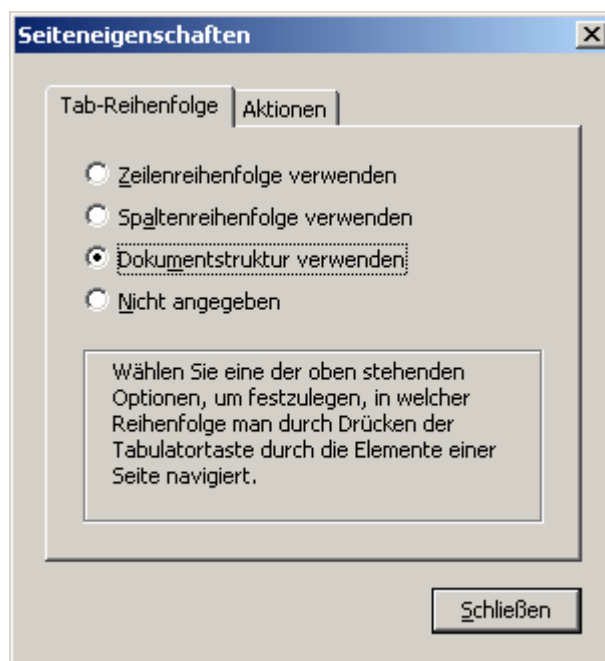 Seiteneigenschaften
Tab-Reihenfolge
Aktionen
Zeilenreihenfolge verwenden
Spaltenreihenfolge verwenden
Dokumentstruktur verwenden
Nicht angegeben
Wählen Sie eine der oben stehenden
Optionen, um festzulegen, in welcher
Reihenfolge man durch Drücken der
Tabulatortaste durch die Elemente einer
Seite navigiert.
Schließen